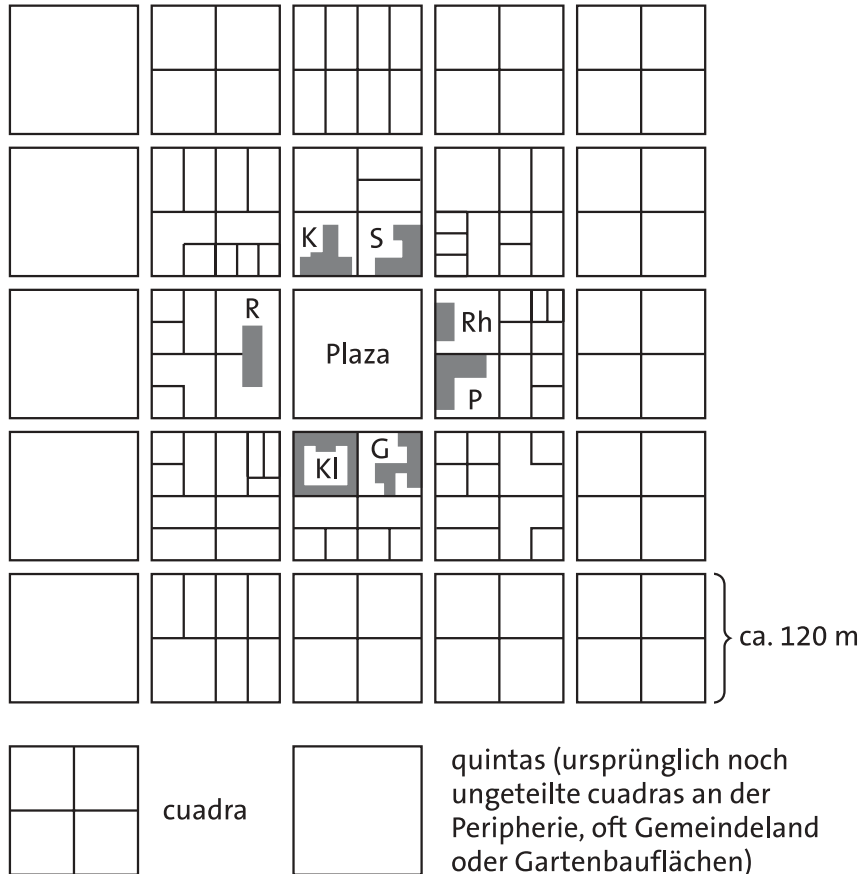 K S
R
Plaza
Rh
P
Kl G
ca. 120 m
cuadra
quintas (ursprünglich noch
ungeteilte cuadras an der
Peripherie, oft Gemeindeland
oder Gartenbauflächen)